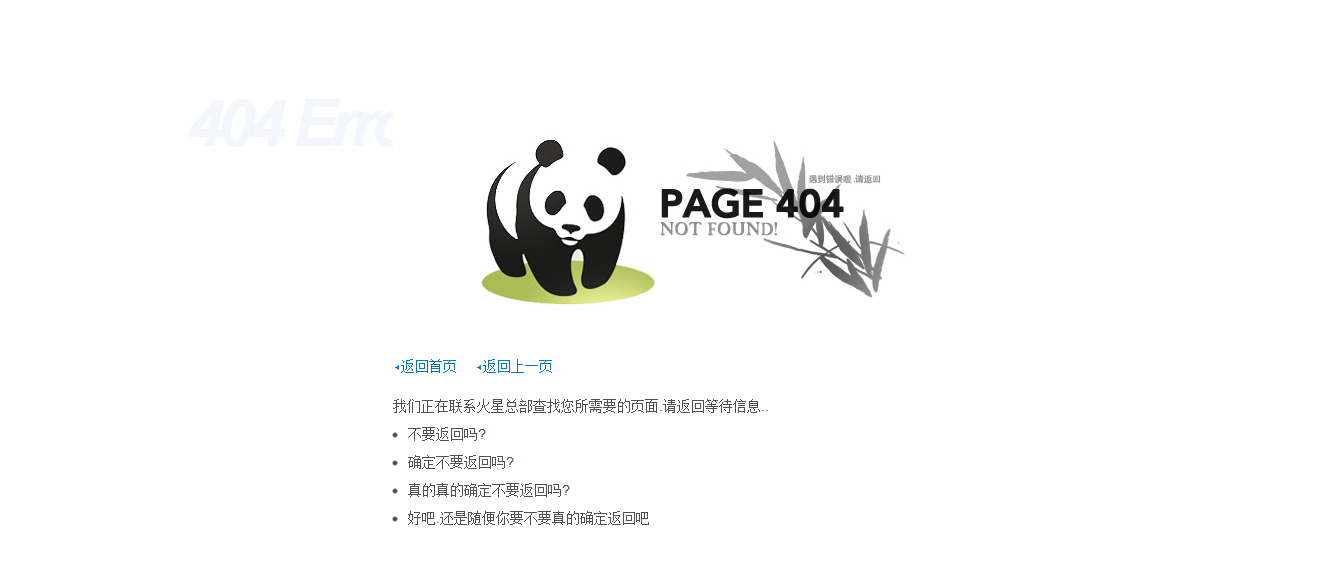 404 Erro
遇到错误啦 .请返回
PAGE 404
NOT FOUND!
返回首页 返回上一页
我们正在联系火星总部查找您所需要的页面.请返回等待信息..
不要返回吗?
确定不要返回吗?
真的真的确定不要返回吗?
好吧.还是随便你要不要真的确定返回吧